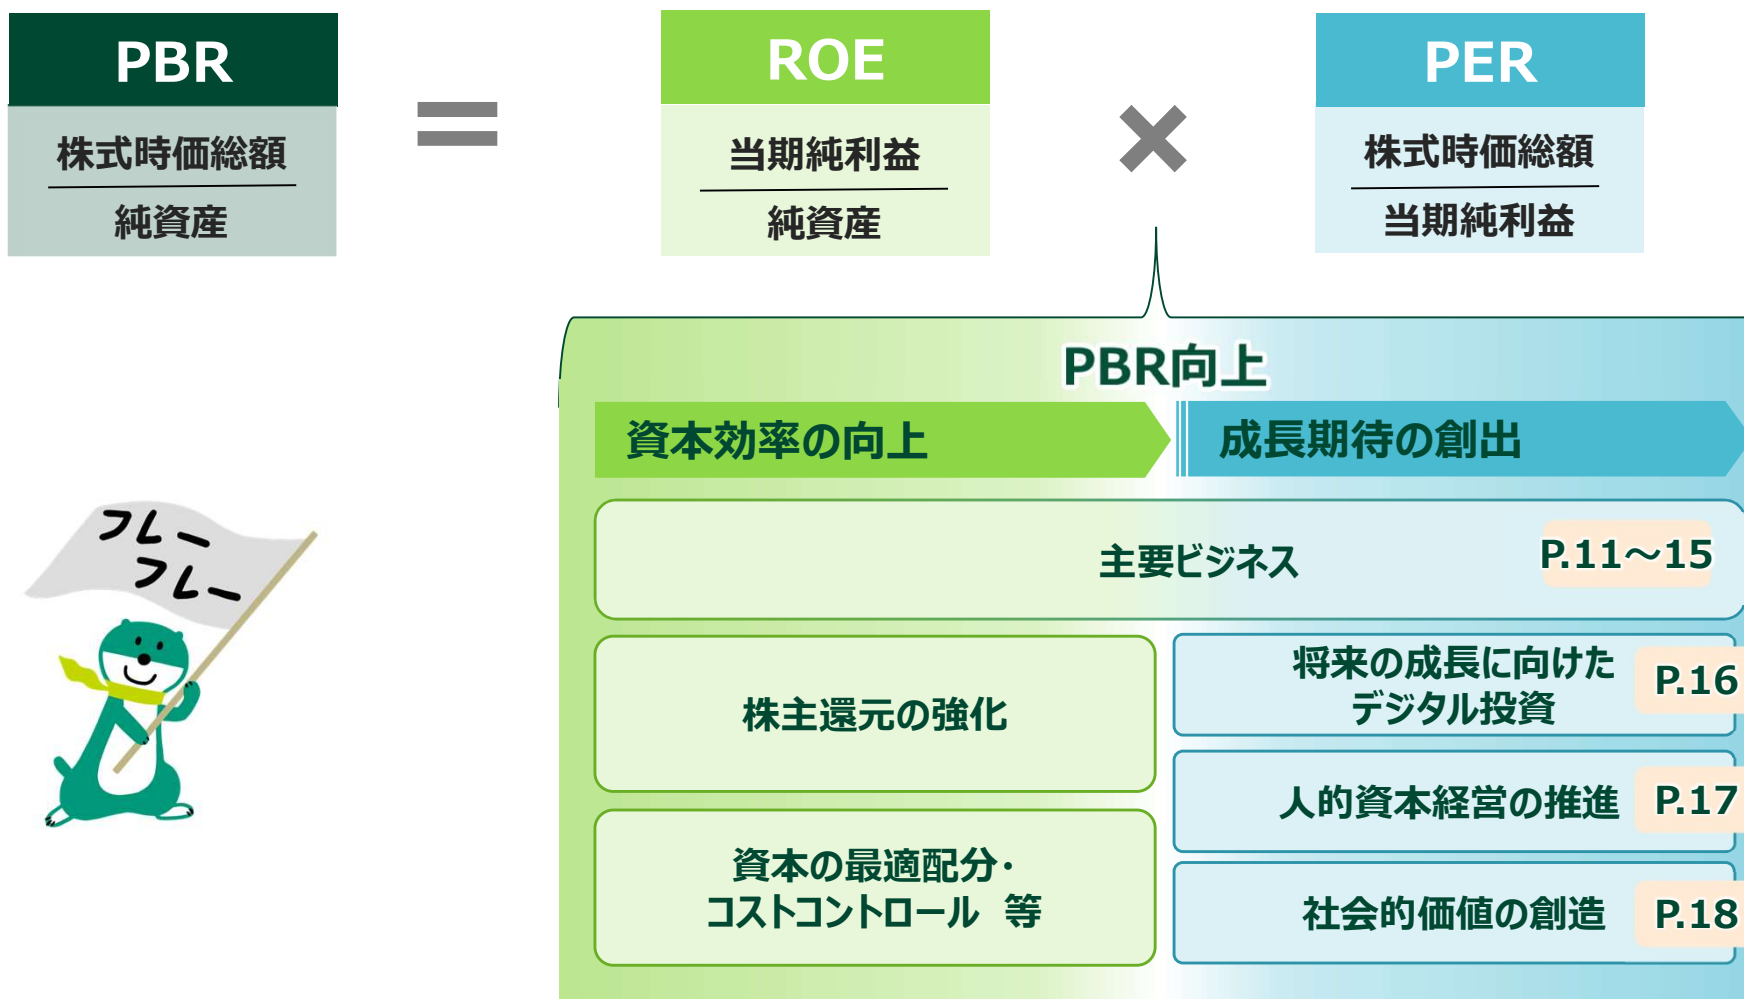 PBR
株式時価総額
純資産
=
ROE
当期純利益
純資産
×
PER
株式時価総額
当期純利益
PBR向上
資本効率の向上
成長期待の創出
主要ビジネス
P.11～15
株主還元の強化
資本の最適配分・
コストコントロール 等
将来の成長に向けた
デジタル投資
P.16
人的資本経営の推進
P.17
社会的価値の創造
P.18
フレー
フレー